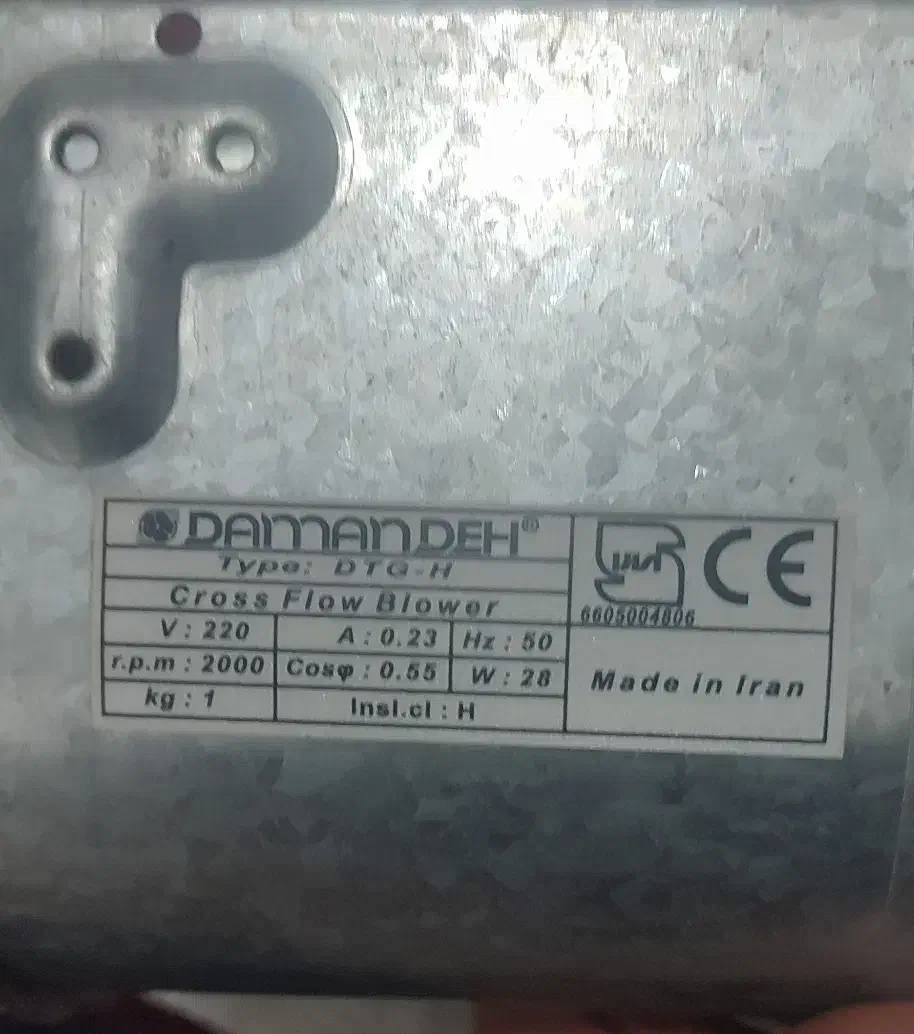 DAMANDEH®
Type: DTG-H
Cross Flow Blower
V : 220 A : 0.23 Hz : 50
r.p.m : 2000 Cosφ : 0.55 W : 28
kg : 1 Insl.cl : H
CE
6605004806
Made in Iran